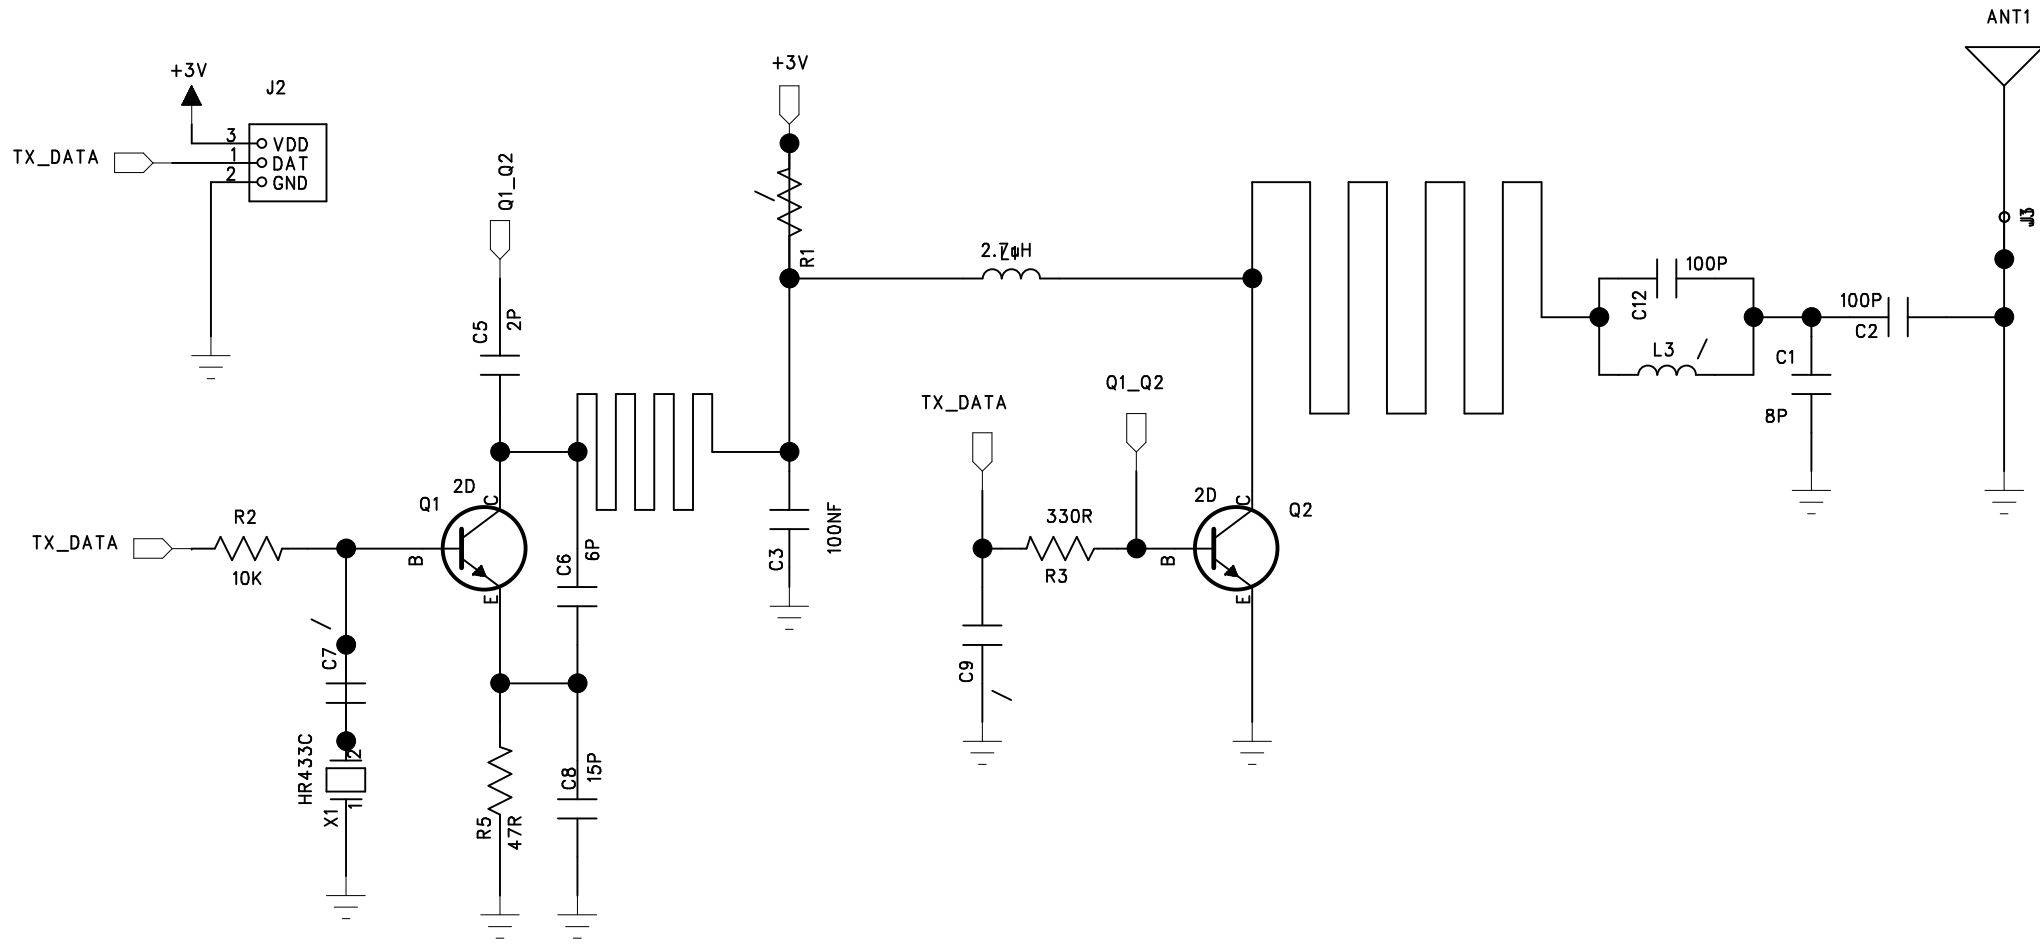 ANT1
+3V
+3V
J2
3 VDD
TX_DATA
1 DAT
2 GND
Q1_Q2
J3
R1
2.7uH
L1
100P
C12
100P
C2
L3
C1
8P
C5
2P
Q1_Q2
TX_DATA
2D
C
Q1
B
E
R2
TX_DATA
10K
C6
6P
C3
100NF
330R
R3
2D
C
Q2
B
E
C7
C9
HR433C
2
X1
1
C8
15P
R5
47R